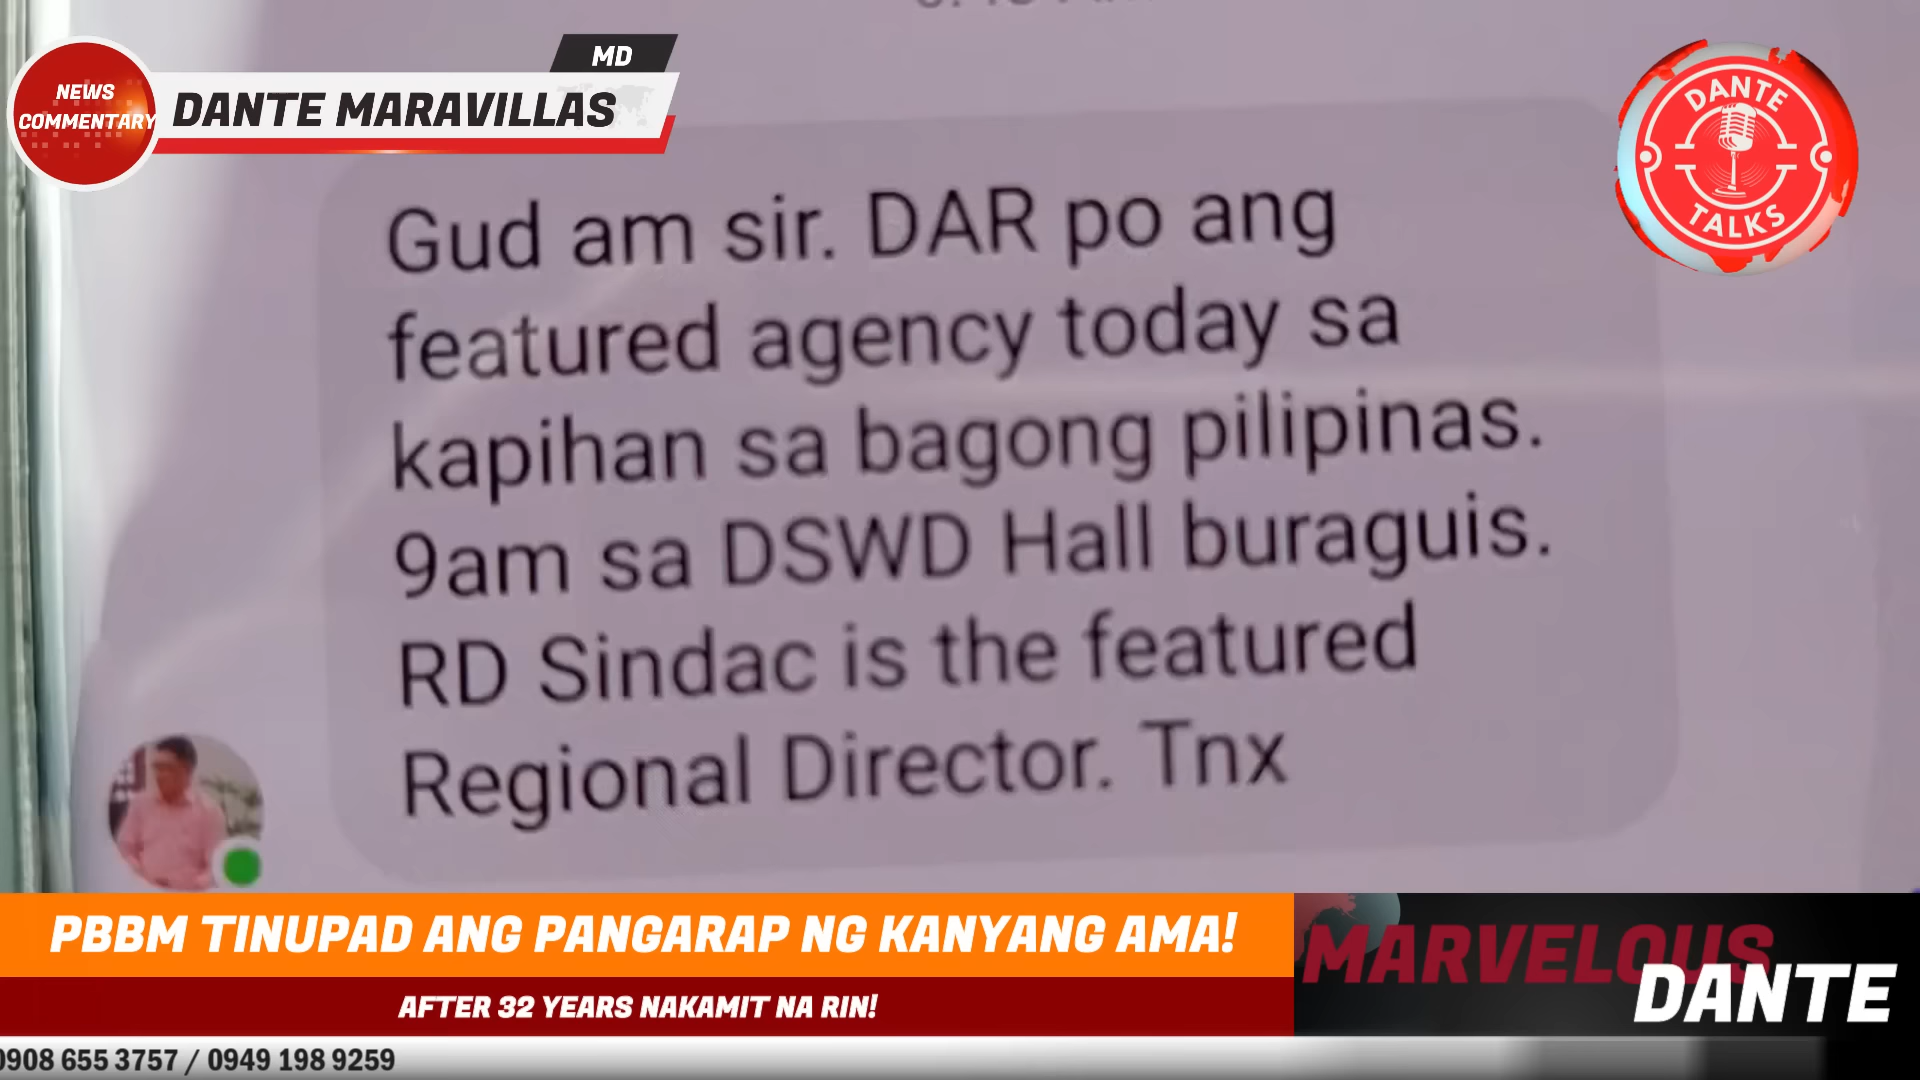 MD
NEWS
COMMENTARY
DANTE MARAVILLAS
DANTE
TALKS
Gud am sir. DAR po ang
featured agency today sa
kapihan sa bagong pilipinas.
9am sa DSWD Hall buraguis.
RD Sindac is the featured
Regional Director. Tnx
PBBM TINUPAD ANG PANGARAP NG KANYANG AMA!
AFTER 32 YEARS NAKAMIT NA RIN!
MARVELOUS
DANTE
0908 655 3757 / 0949 198 9259